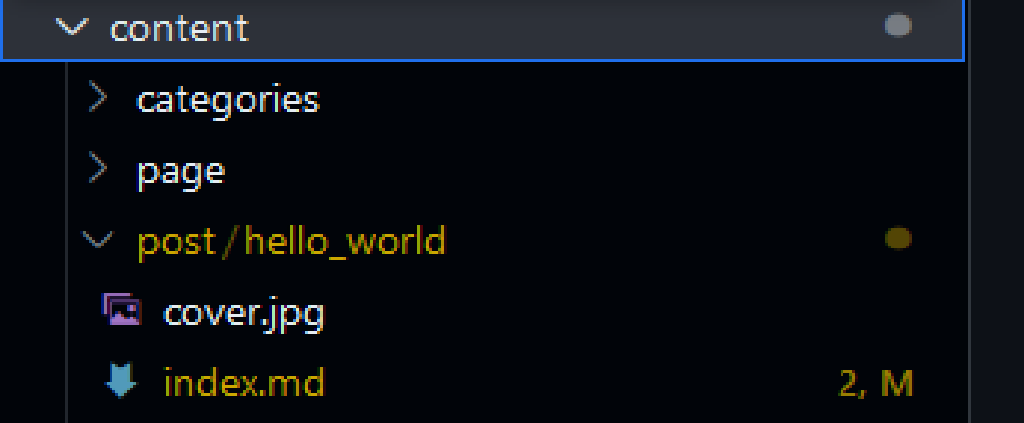 content
categories
page
post/hello_world
cover.jpg
index.md 2, M